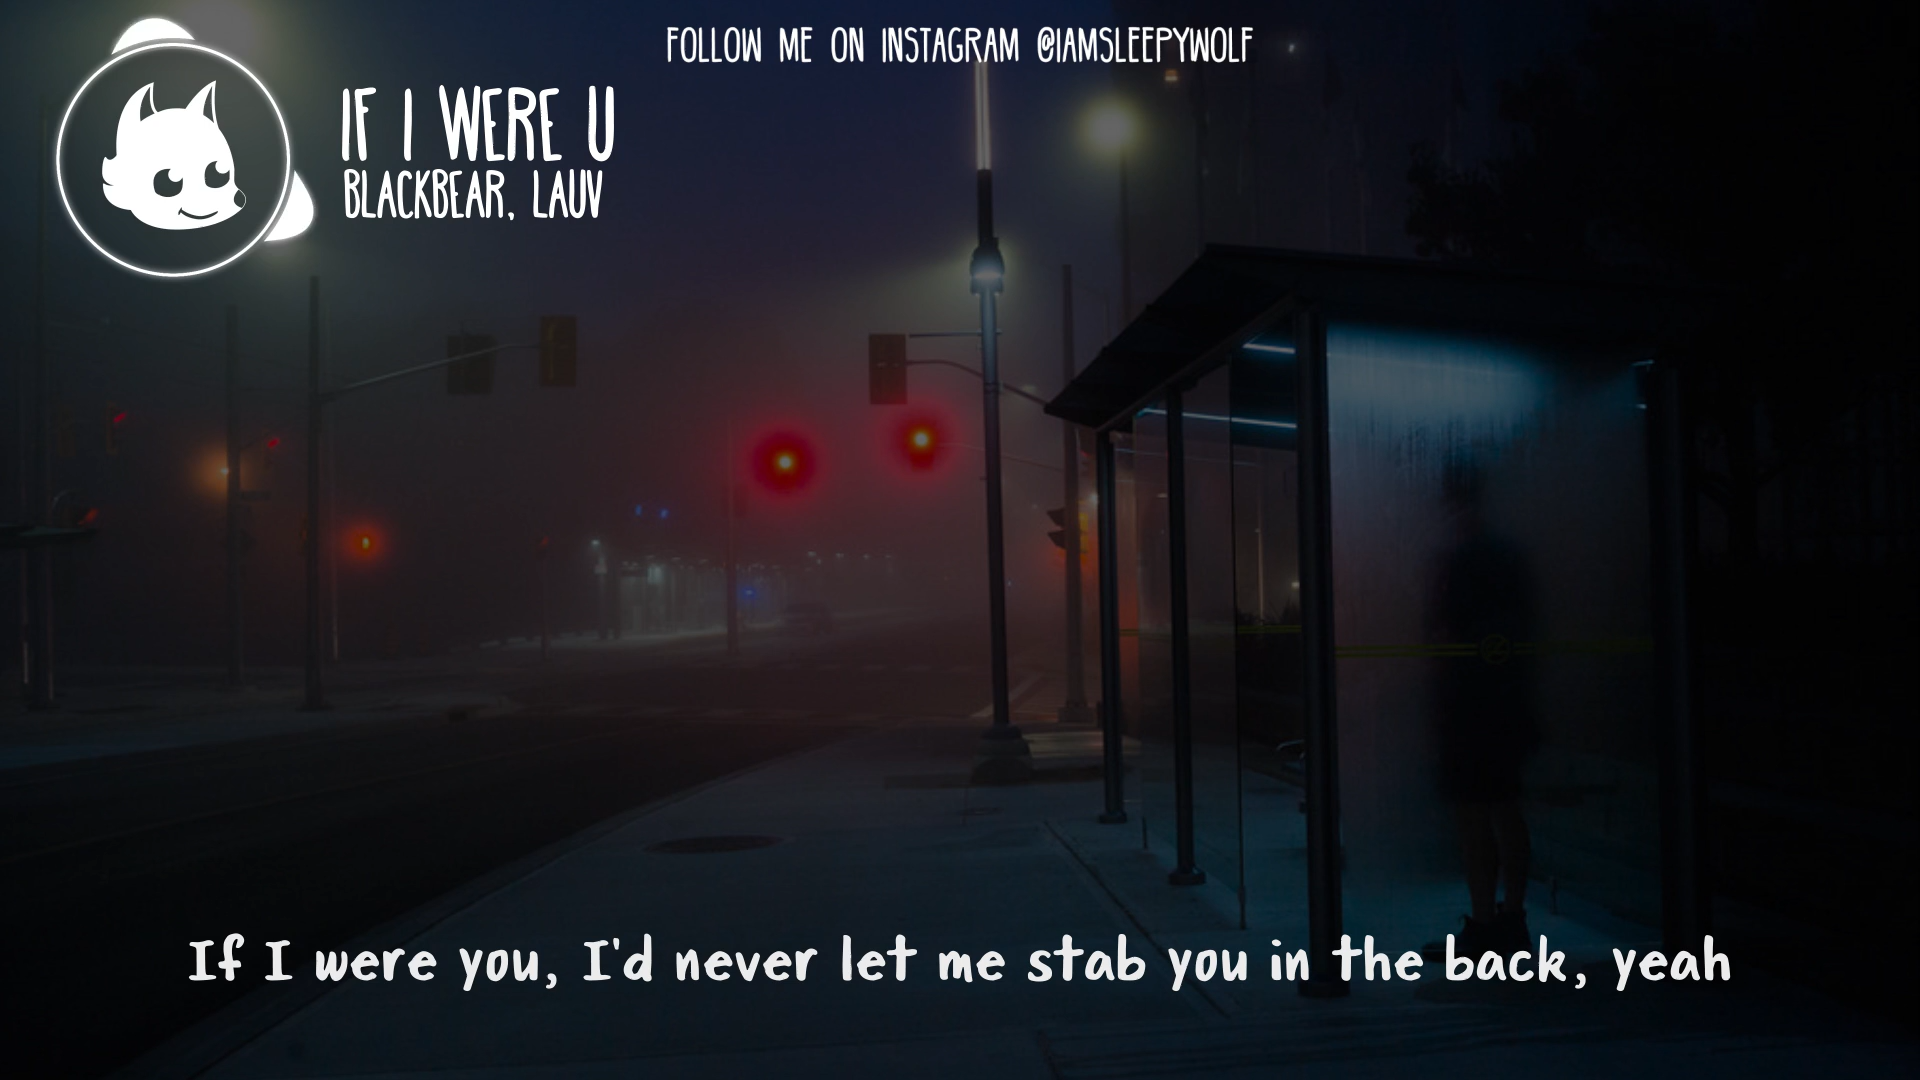 FOLLOW ME ON INSTAGRAM @IAMSLEEPYWOLF
IF I WERE U
BLACKBEAR, LAUV
If I were you, I'd never let me stab you in the back, yeah